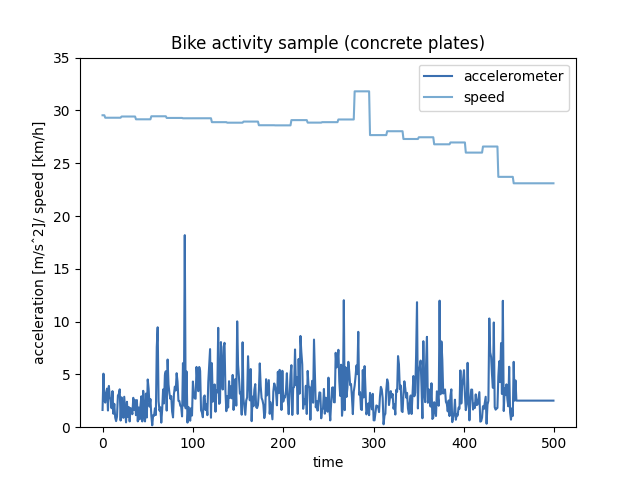 Bike activity sample (concrete plates)
accelerometer
speed
acceleration [m/sˆ2]/ speed [km/h]
35
30
25
20
15
10
5
0
0 100 200 300 400 500
time